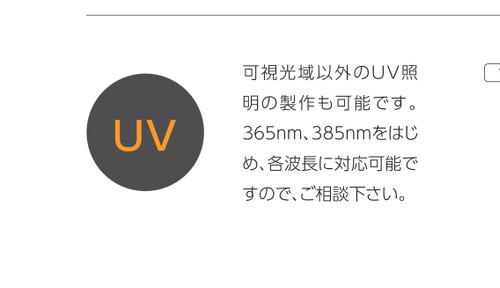 UV
可視光域以外のUV照
明の製作も可能です。
365nm、385nmをはじ
め、各波長に対応可能で
すので、ご相談下さい。